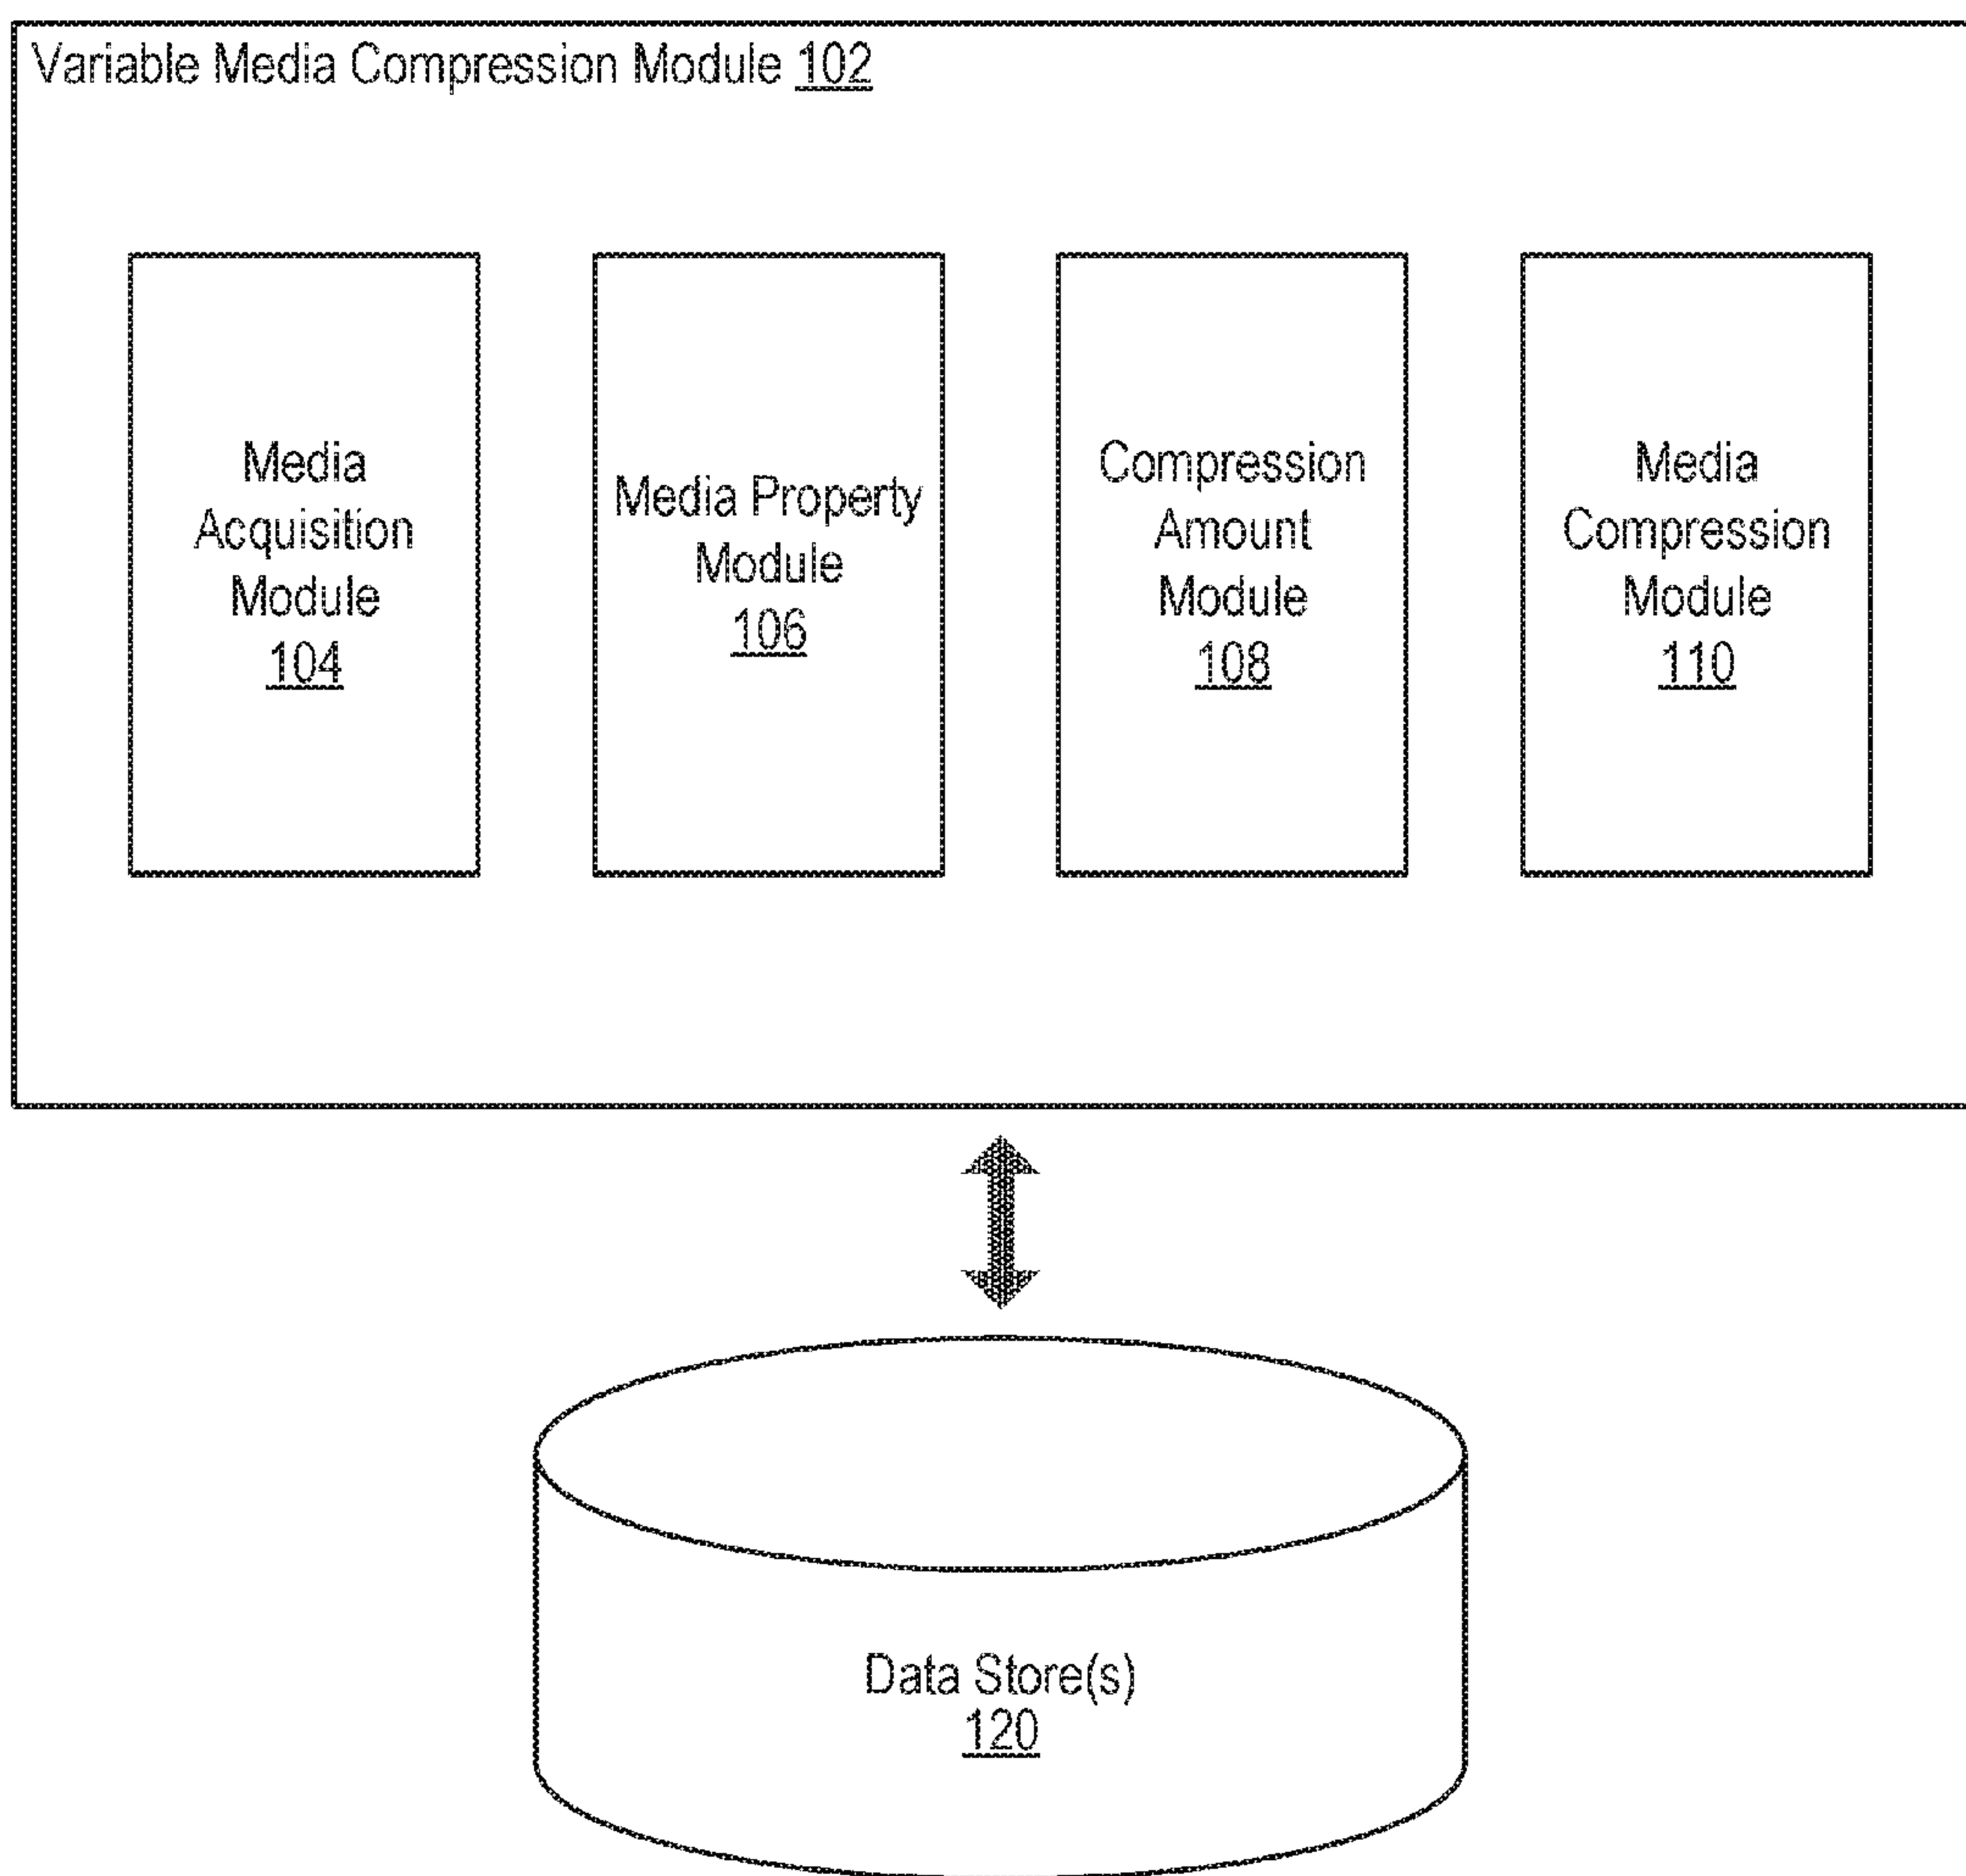 Variable Media Compression Module 102
Media
Acquisition
Module
104
Media Property
Module
106
Compression
Amount
Module
108
Media
Compression
Module
110
Data Store(s)
120